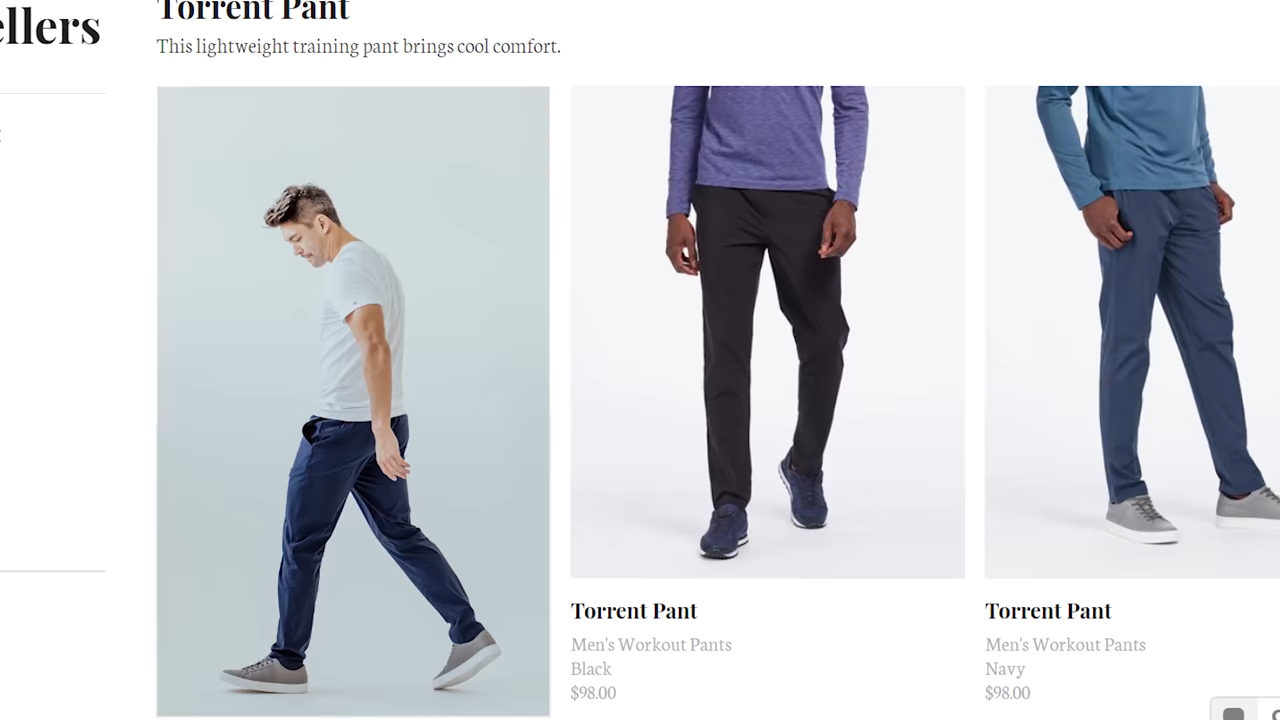 ellers
Torrent Pant
This lightweight training pant brings cool comfort.
Torrent Pant
Men's Workout Pants
Black
$98.00
Torrent Pant
Men's Workout Pants
Navy
$98.00